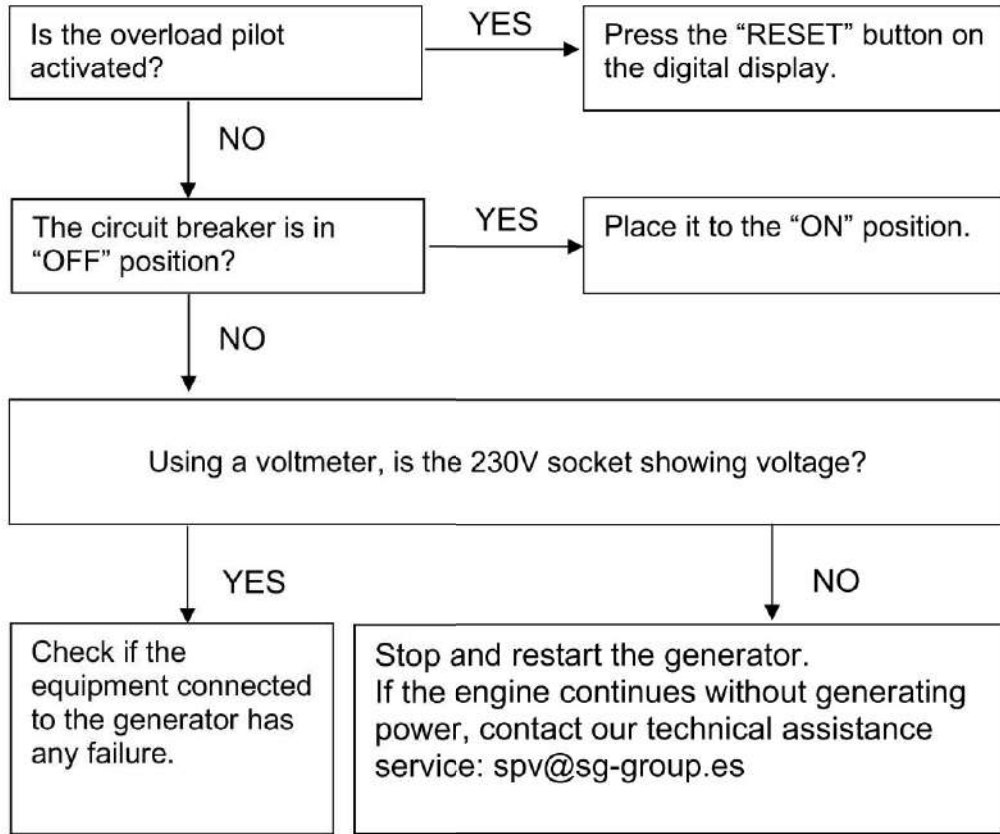 Is the overload pilot
activated?
YES
Press the “RESET” button on
the digital display.
NO
The circuit breaker is in
“OFF” position?
YES
Place it to the “ON” position.
NO
Using a voltmeter, is the 230V socket showing voltage?
YES
NO
Check if the
equipment connected
to the generator has
any failure.
Stop and restart the generator.
If the engine continues without generating
power, contact our technical assistance
service: spv@sg-group.es